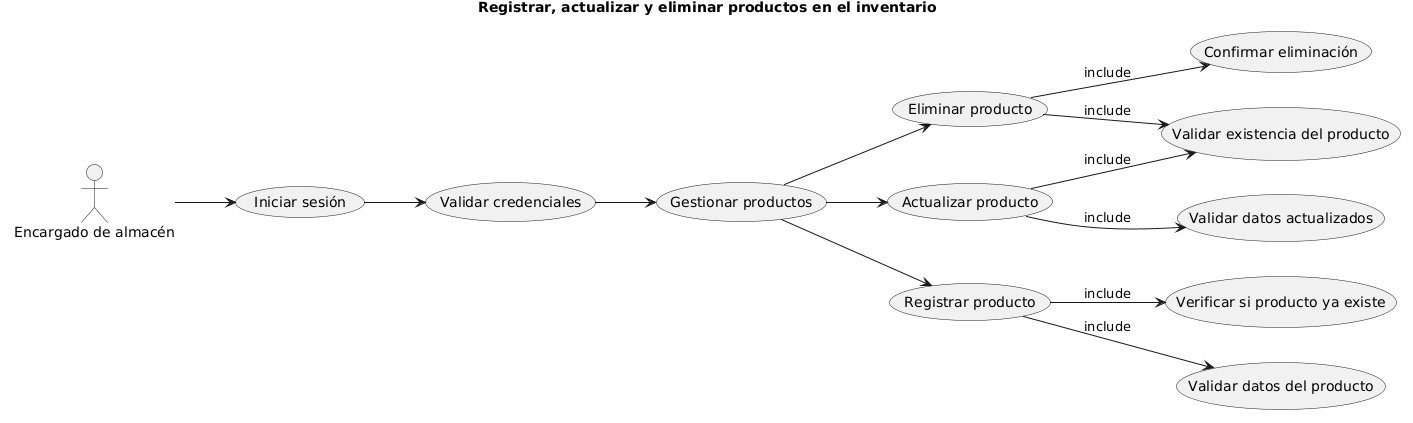 Registrar, actualizar y eliminar productos en el inventario
Confirmar eliminación
include
Eliminar producto
include
Validar existencia del producto
include
Encargado de almacén
Iniciar sesión
Validar credenciales
Gestionar productos
Actualizar producto
include
Validar datos actualizados
Registrar producto
include
Verificar si producto ya existe
include
Validar datos del producto